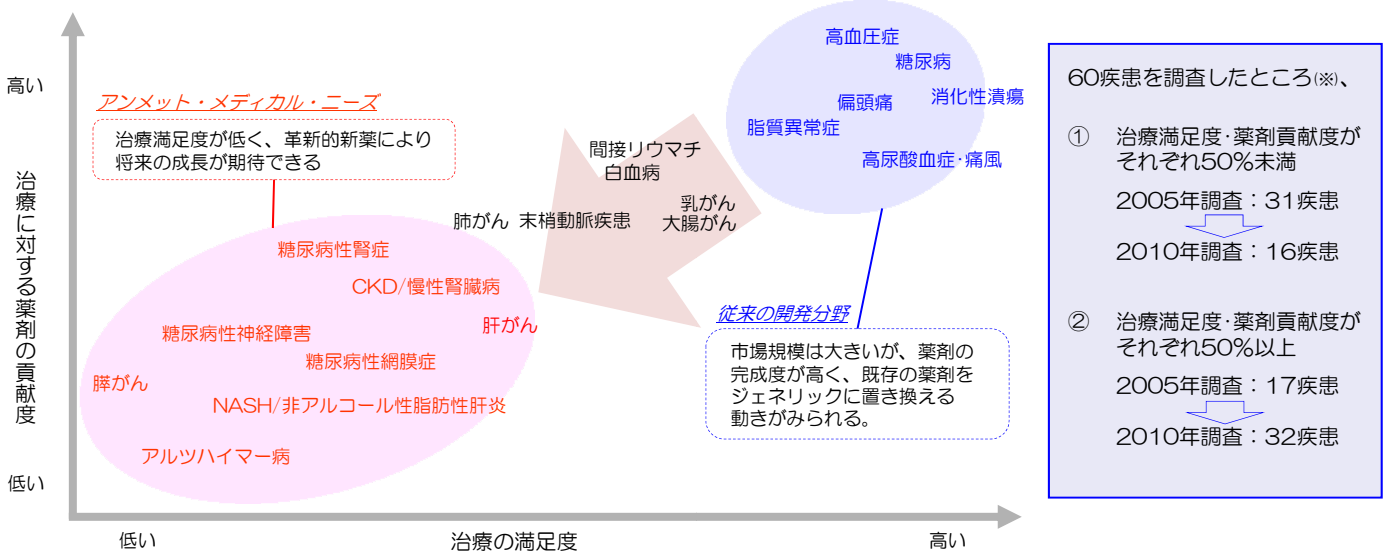 高い
治療に対する薬剤の貢献度
低い
アンメット・メディカル・ニーズ
治療満足度が低く、革新的新薬により
将来の成長が期待できる
高血圧症
糖尿病
偏頭痛
消化性潰瘍
脂質異常症
高尿酸血症・痛風
間接リウマチ
白血病
乳がん
大腸がん
肺がん
末梢動脈疾患
糖尿病性腎症
CKD/慢性腎臓病
肝がん
糖尿病性神経障害
糖尿病性網膜症
膵がん
NASH/非アルコール性脂肪性肝炎
アルツハイマー病
従来の開発分野
市場規模は大きいが、薬剤の
完成度が高く、既存の薬剤を
ジェネリックに置き換える
動きがみられる。
低い
治療の満足度
高い
60疾患を調査したところ(※)、
① 治療満足度・薬剤貢献度が
それぞれ50%未満
2005年調査：31疾患
2010年調査：16疾患
② 治療満足度・薬剤貢献度が
それぞれ50%以上
2005年調査：17疾患
2010年調査：32疾患